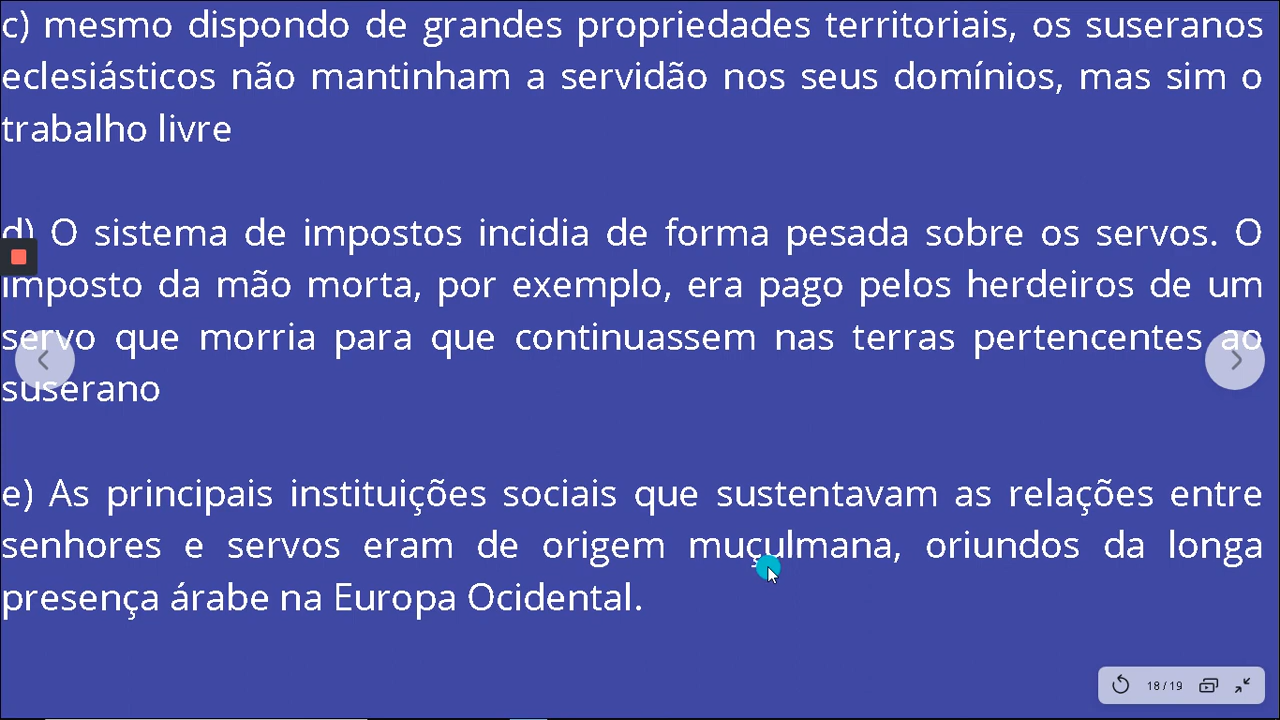 c) mesmo dispondo de grandes propriedades territoriais, os suseranos
eclesiásticos não mantinham a servidão nos seus domínios, mas sim o
trabalho livre
d) O sistema de impostos incidia de forma pesada sobre os servos. O
imposto da mão morta, por exemplo, era pago pelos herdeiros de um
servo que morria para que continuassem nas terras pertencentes ao
suserano
e) As principais instituições sociais que sustentavam as relações entre
senhores e servos eram de origem muçulmana, oriundos da longa
presença árabe na Europa Ocidental.
18/19